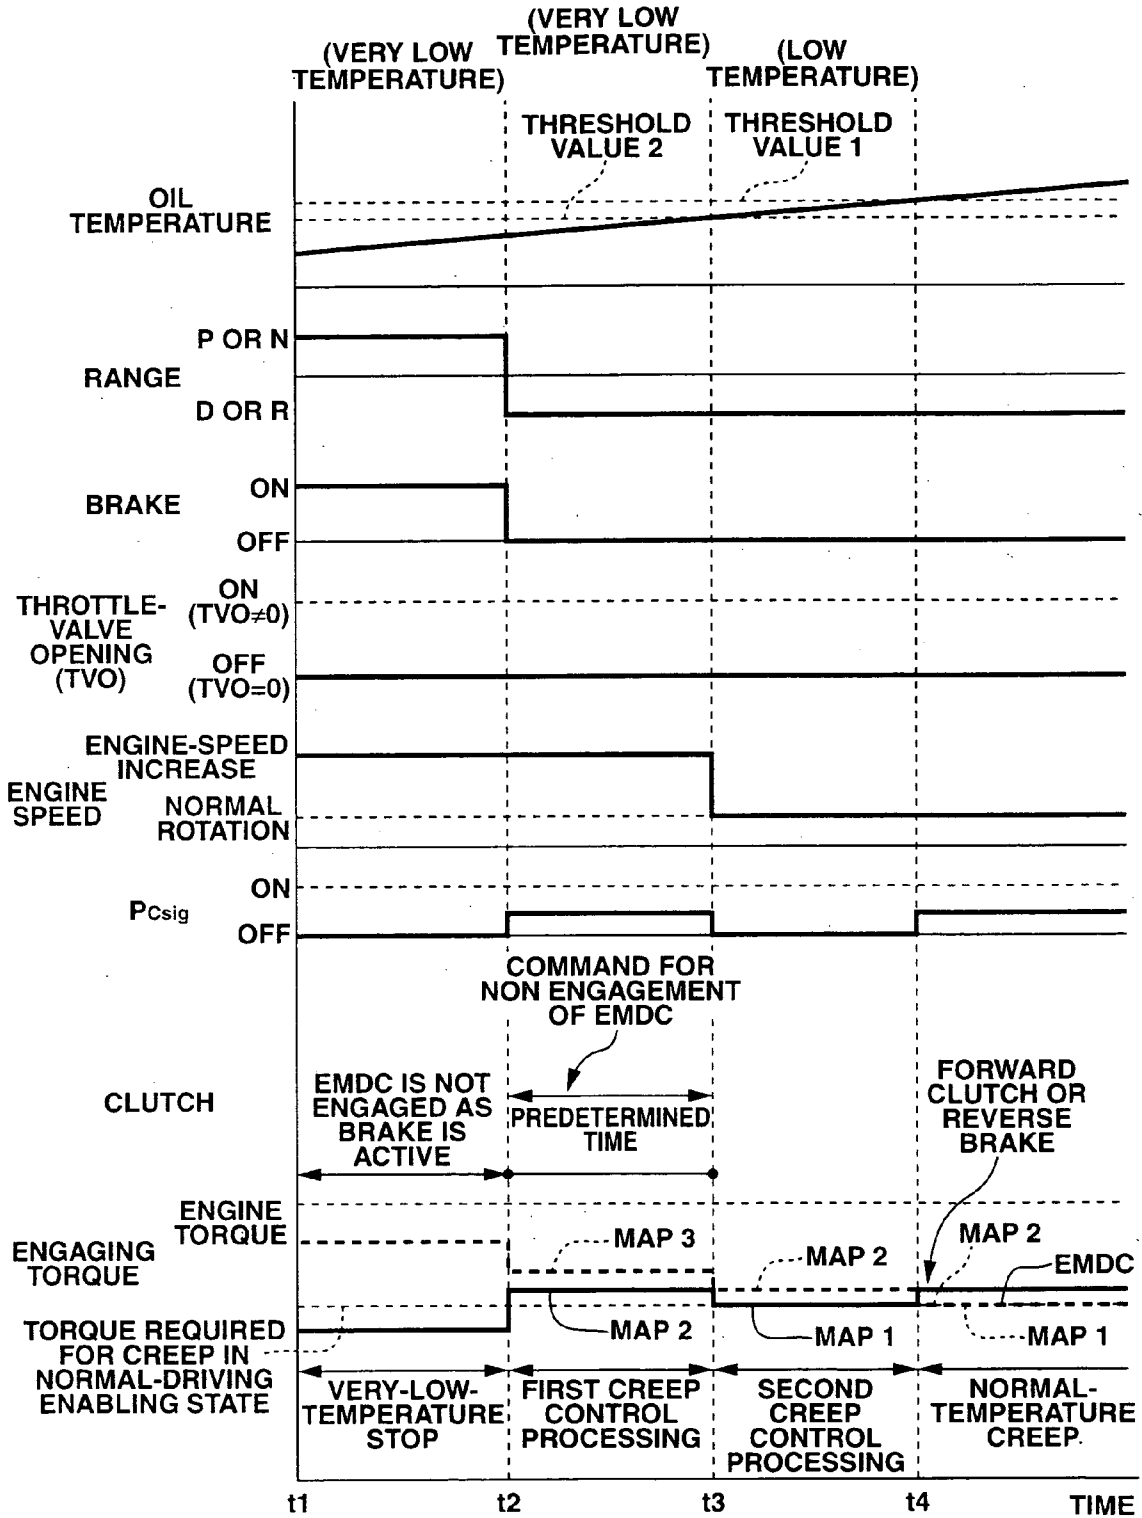 (VERY LOW
TEMPERATURE)
(VERY LOW
TEMPERATURE)
(LOW
TEMPERATURE)
THRESHOLD
VALUE 2
THRESHOLD
VALUE 1
OIL
TEMPERATURE
P OR N
RANGE
D OR R
ON
BRAKE
OFF
ON
(TVO≠0)
THROTTLE-
VALVE
OPENING
(TVO)
OFF
(TVO=0)
ENGINE-SPEED
INCREASE
ENGINE
SPEED
NORMAL
ROTATION
ON
PCsig
OFF
COMMAND FOR
NON ENGAGEMENT
OF EMDC
CLUTCH
EMDC IS NOT
ENGAGED AS
BRAKE IS
ACTIVE
PREDETERMINED
TIME
FORWARD
CLUTCH OR
REVERSE
BRAKE
ENGINE
TORQUE
ENGAGING
TORQUE
MAP 3
MAP 2
MAP 2
EMDC
MAP 2
MAP 1
MAP 1
TORQUE REQUIRED
FOR CREEP IN
NORMAL-DRIVING
ENABLING STATE
VERY-LOW-
TEMPERATURE
STOP
FIRST CREEP
CONTROL
PROCESSING
SECOND
CREEP
CONTROL
PROCESSING
NORMAL-
TEMPERATURE
CREEP
t1
t2
t3
t4
TIME